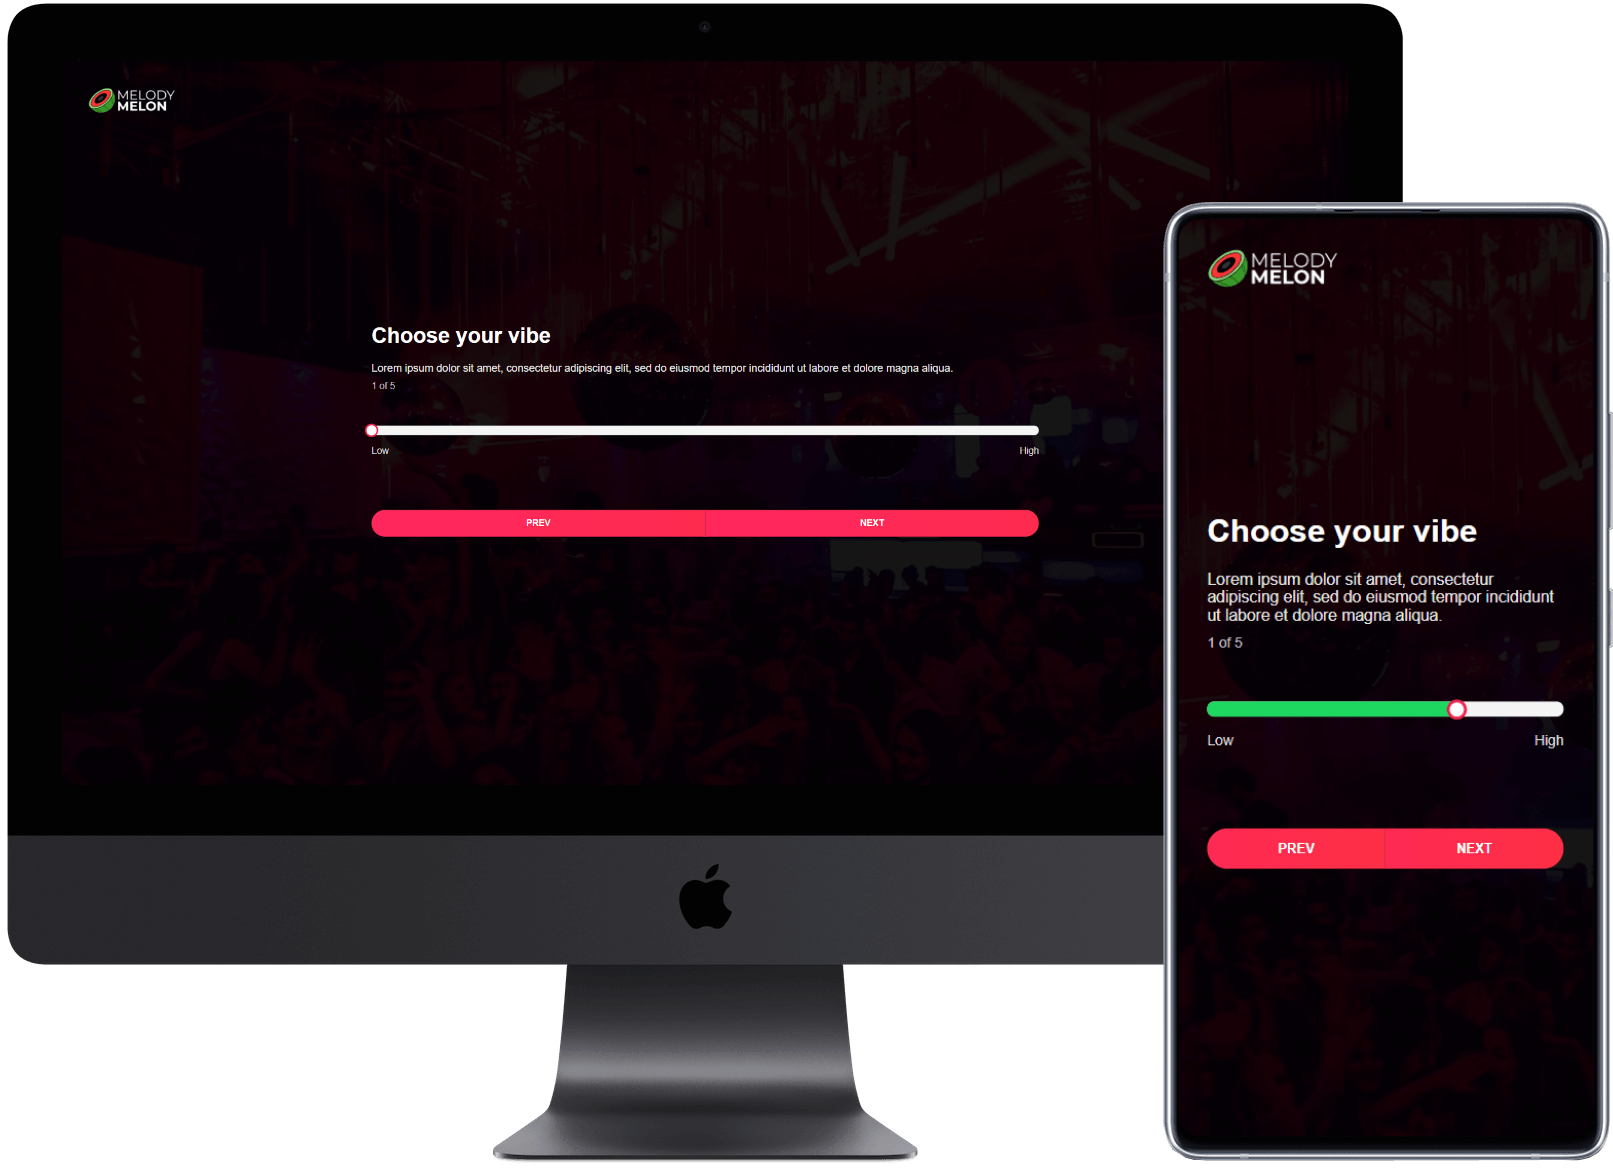 MELODY
MELON
Choose your vibe
Lorem ipsum dolor sit amet, consectetur adipiscing elit, sed do eiusmod tempor incididunt ut labore et dolore magna aliqua.
1 of 5
Low High
PREV NEXT
MELODY
MELON
Choose your vibe
Lorem ipsum dolor sit amet, consectetur
adipiscing elit, sed do eiusmod tempor incididunt
ut labore et dolore magna aliqua.
1 of 5
Low High
PREV NEXT